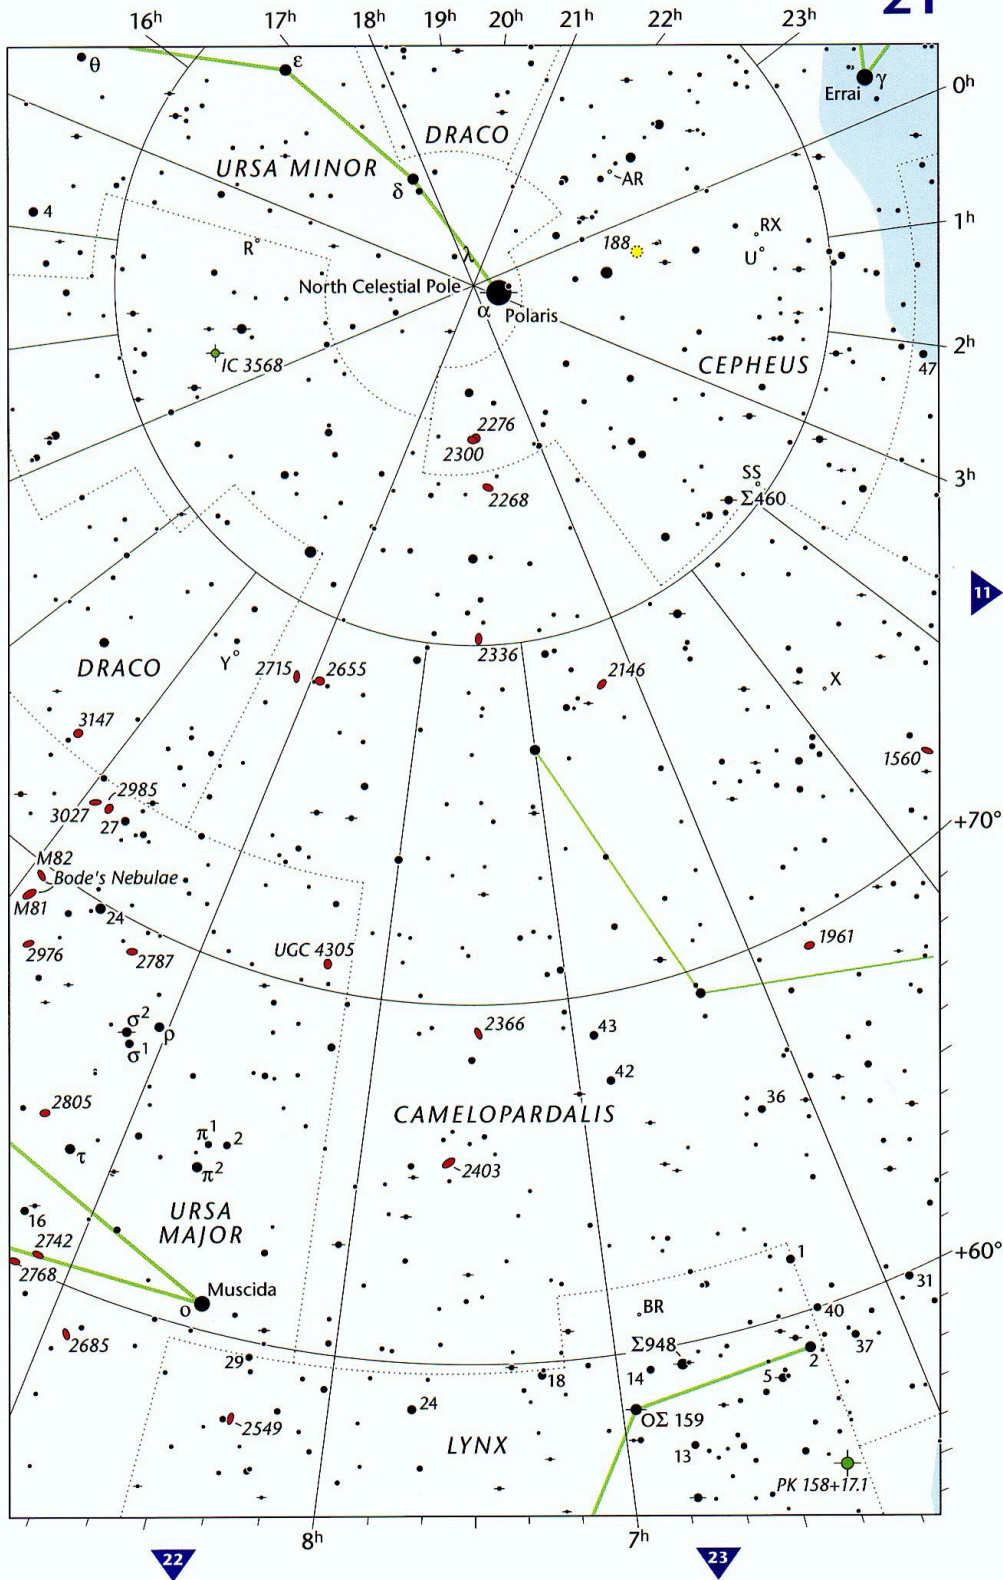 21
16h 17h 18h 19h 20h 21h 22h 23h
θ
ε
γ
Errai
0h
DRACO
URSA MINOR
δ
AR
4
1h
RX
R
188
U
λ
North Celestial Pole
α
Polaris
2h
IC 3568
CEPHEUS
47
2276
2300
3h
SS
2268
Σ460
11
DRACO
Y
2715
2655
2336
2146
X
3147
1560
2985
3027
27
+70°
M82
Bode's Nebulae
M81
24
2976
2787
UGC 4305
1961
σ2
ρ
σ1
2366
43
42
2805
36
CAMELOPARDALIS
π1
2
τ
π2
2403
16
URSA
MAJOR
2742
2768
1
+60°
Muscida
ο
31
BR
40
2685
Σ948
37
2
29
14
5
18
24
2549
OΣ 159
LYNX
13
PK 158+17.1
8h
7h
22
23